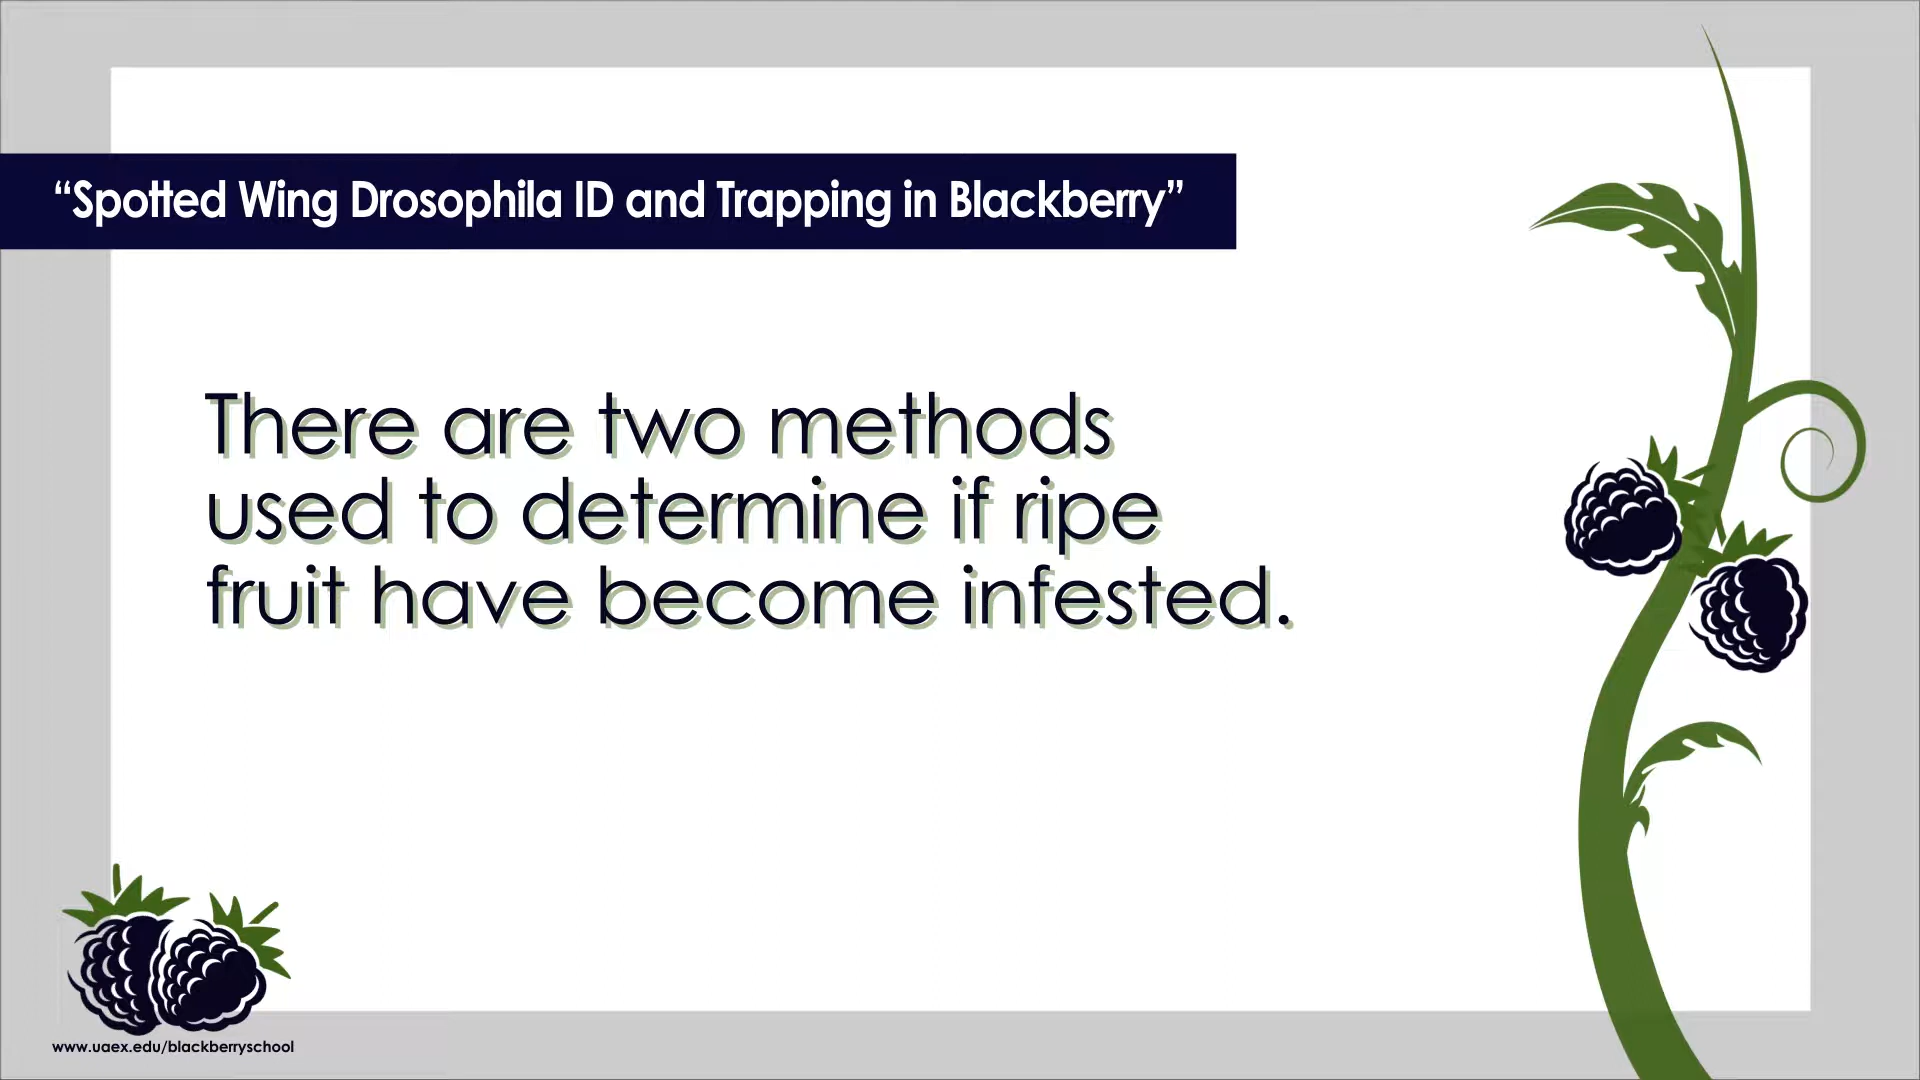 “Spotted Wing Drosophila ID and Trapping in Blackberry”
There are two methods
used to determine if ripe
fruit have become infested.
www.uaex.edu/blackberryschool